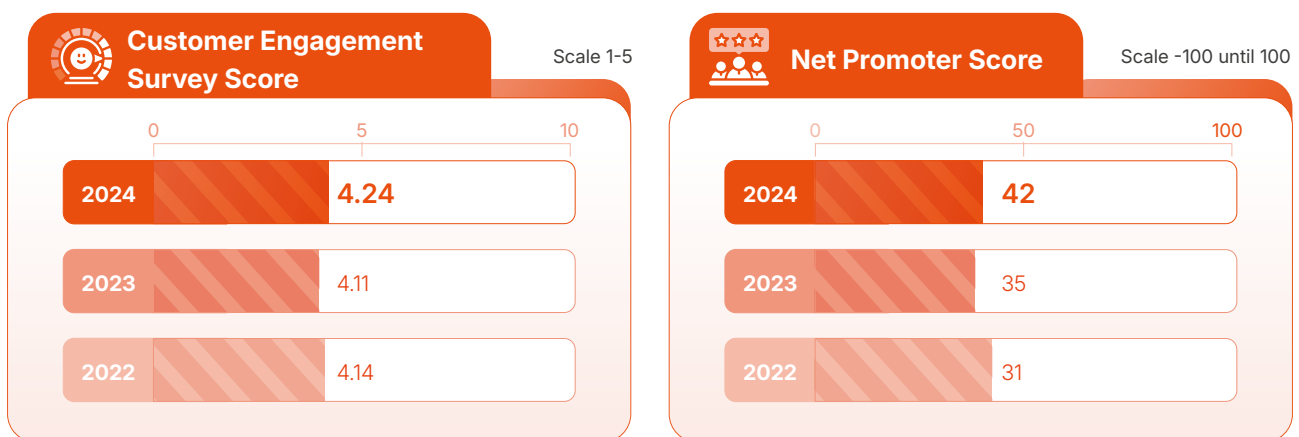 Customer Engagement
Survey Score
Scale 1-5
0 5 10
2024 4.24
2023 4.11
2022 4.14
Net Promoter Score
Scale -100 until 100
0 50 100
2024 42
2023 35
2022 31